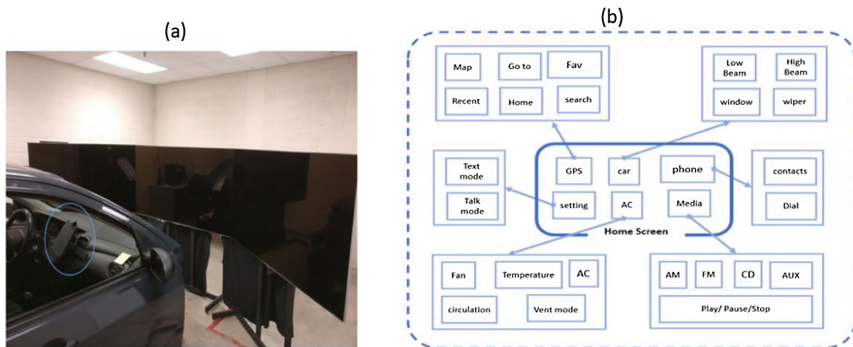 (a)
(b)
Map
Go to
Fav
Recent
Home
search
Low
Beam
High
Beam
window
wiper
Text
mode
Talk
mode
GPS
car
phone
setting
AC
Media
Home Screen
contacts
Dial
Fan
Temperature
AC
circulation
Vent mode
AM
FM
CD
AUX
Play/ Pause/Stop